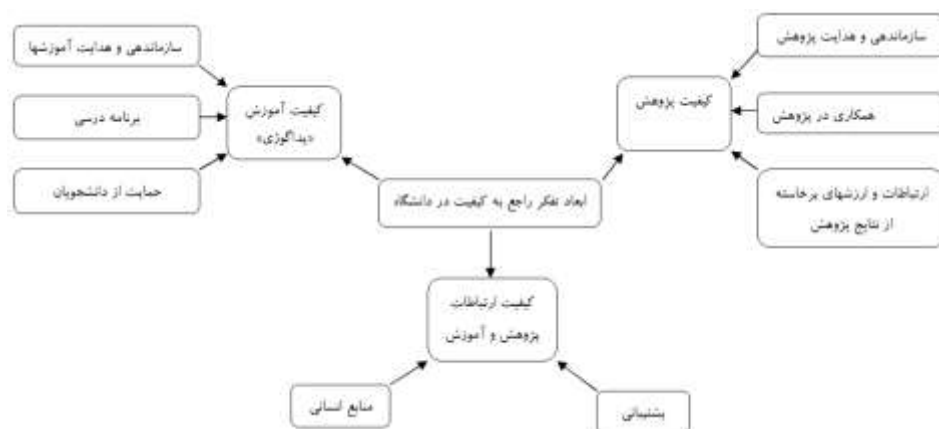 سازماندهی و هدایت پژوهش
سازماندهی و هدایت آموزشها
کیفیت پژوهش
کیفیت آموزش
«پداگوژی»
همکاری در پژوهش
برنامه درسی
ارتباطات و ارزشهای برخاسته
از نتایج پژوهش
حمایت از دانشجویان
ابعاد تفکر راجع به کیفیت در دانشگاه
کیفیت ارتباطات
پژوهش و آموزش
منابع انسانی
پشتیبانی